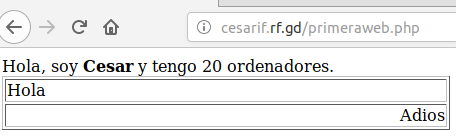 cesarif.rf.gd/primeraweb.php
Hola, soy Cesar y tengo 20 ordenadores.
Hola
Adios